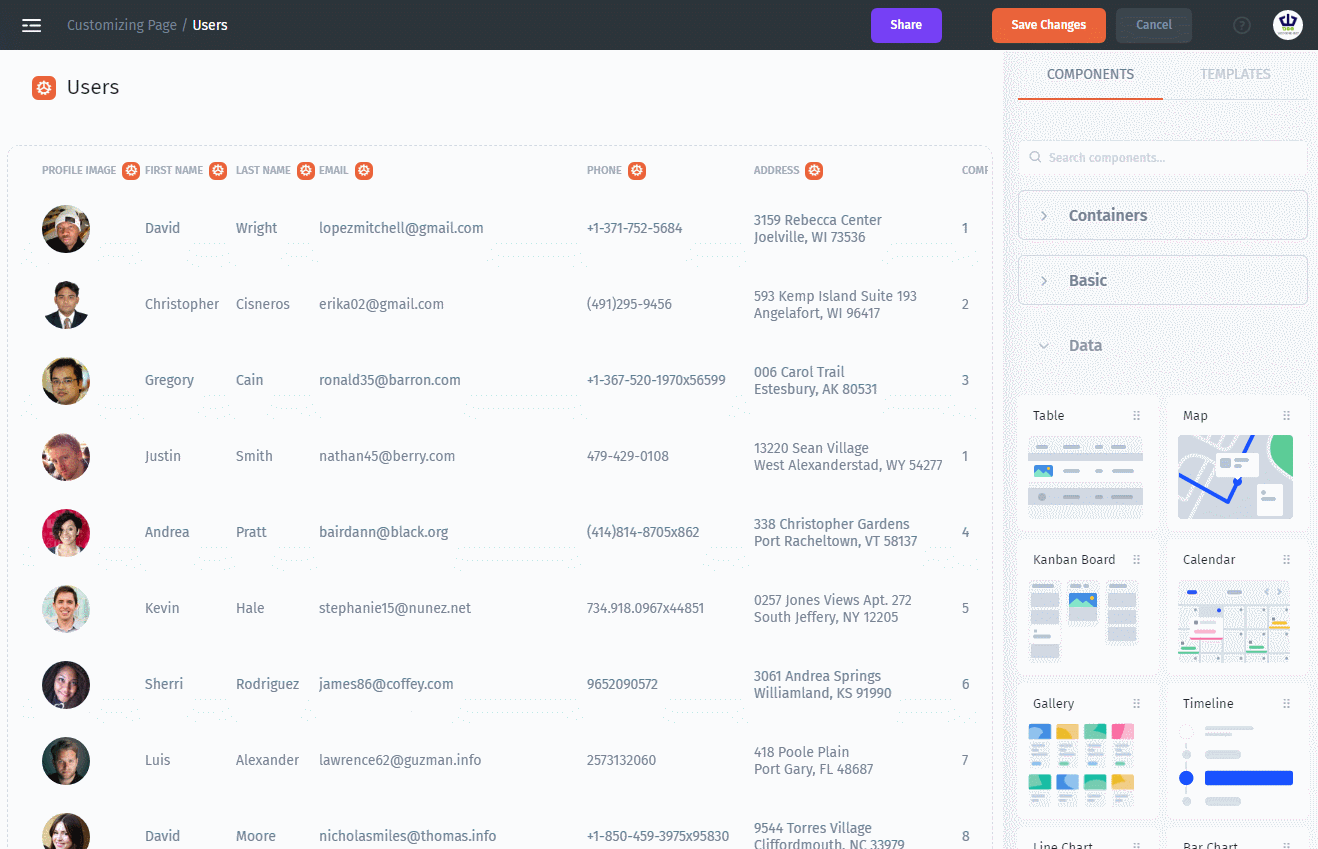 Customizing Page / Users
Share
Save Changes
Cancel
?
Users
COMPONENTS
TEMPLATES
Search components...
Containers
Basic
Data
PROFILE IMAGE FIRST NAME LAST NAME EMAIL PHONE ADDRESS COMP
David Wright lopezmitchell@gmail.com +1-371-752-5684 3159 Rebecca Center 1
Joelville, WI 73536
Christopher Cisneros erika02@gmail.com (491)295-9456 593 Kemp Island Suite 193 2
Angelafort, WI 96417
Gregory Cain ronald35@barron.com +1-367-520-1970x56599 006 Carol Trail 3
Estesbury, AK 80531
Justin Smith nathan45@berry.com 479-429-0108 13220 Sean Village 1
West Alexanderstad, WY 54277
Andrea Pratt bairdann@black.org (414)814-8705x862 338 Christopher Gardens 4
Port Racheltown, VT 58137
Kevin Hale stephanie15@nunez.net 734.918.0967x44851 0257 Jones Views Apt. 272 5
South Jeffery, NY 12205
Sherri Rodriguez james86@coffey.com 9652090572 3061 Andrea Springs 6
Williamland, KS 91990
Luis Alexander lawrence62@guzman.info 2573132060 418 Poole Plain 7
Port Gary, FL 48687
David Moore nicholasmiles@thomas.info +1-850-459-3975x95830 9544 Torres Village 8
Cliffordmouth, NC 33979
Table
Map
Kanban Board
Calendar
Gallery
Timeline
Line Chart
Bar Chart